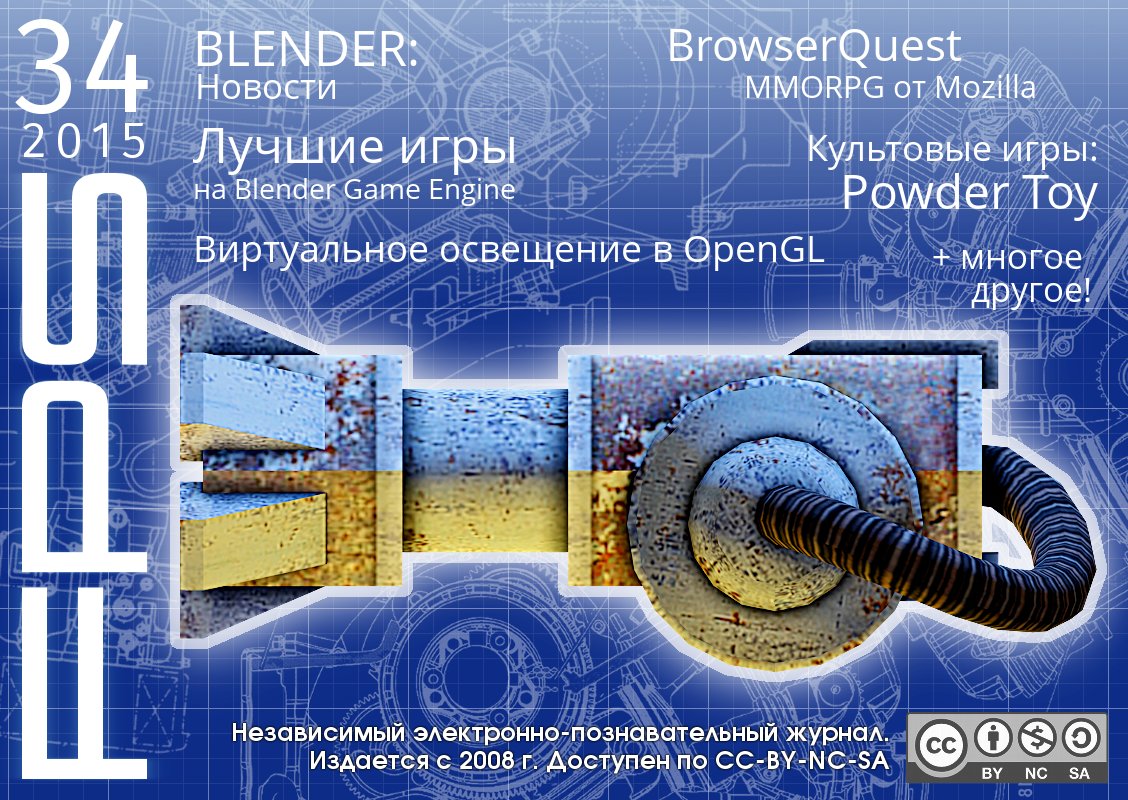 34
2015
FPS
BLENDER:
Новости
Лучшие игры
на Blender Game Engine
Виртуальное освещение в OpenGL
BrowserQuest
MMORPG от Mozilla
Культовые игры:
Powder Toy
+ многое
другое!
Независимый электронно-познавательный журнал.
Издается с 2008 г. Доступен по CC-BY-NC-SA
cc
BY NC SA